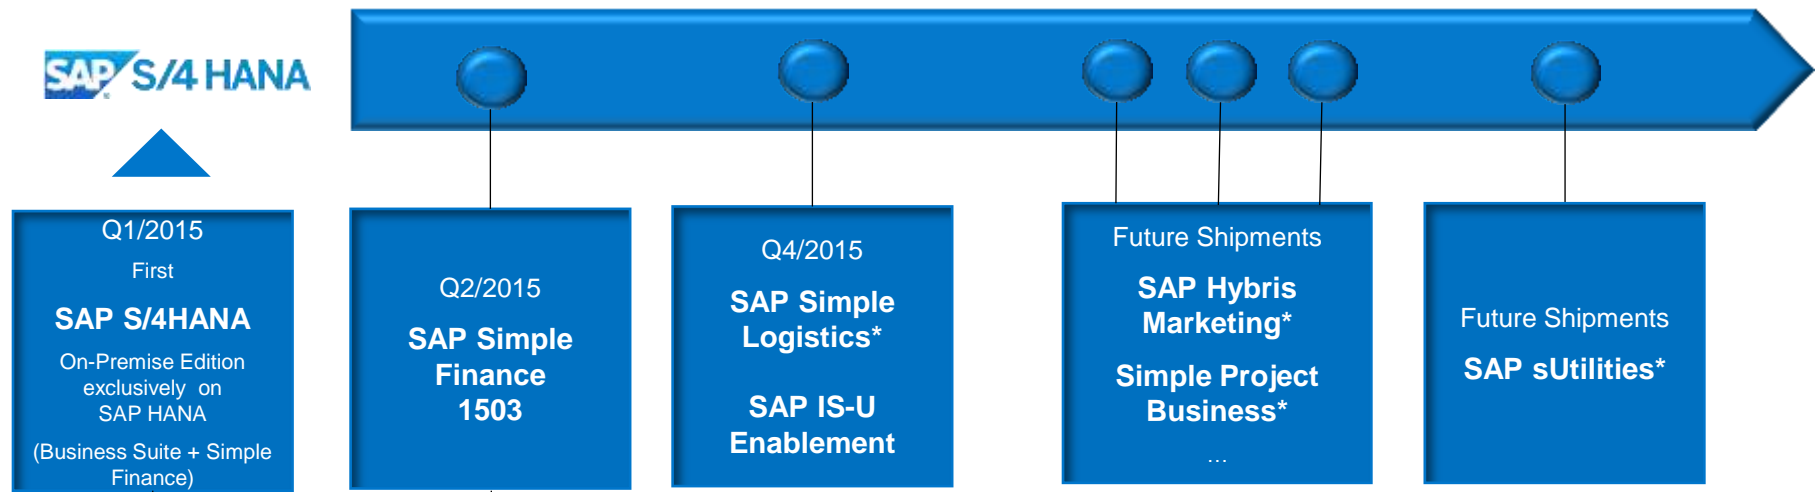 SAP S/4 HANA
Q1/2015
First
SAP S/4HANA
On-Premise Edition
exclusively on
SAP HANA
(Business Suite + Simple
Finance)
Q2/2015
SAP Simple
Finance
1503
Q4/2015
SAP Simple
Logistics*
SAP IS-U
Enablement
Future Shipments
SAP Hybris
Marketing*
Simple Project
Business*
...
Future Shipments
SAP sUtilities*